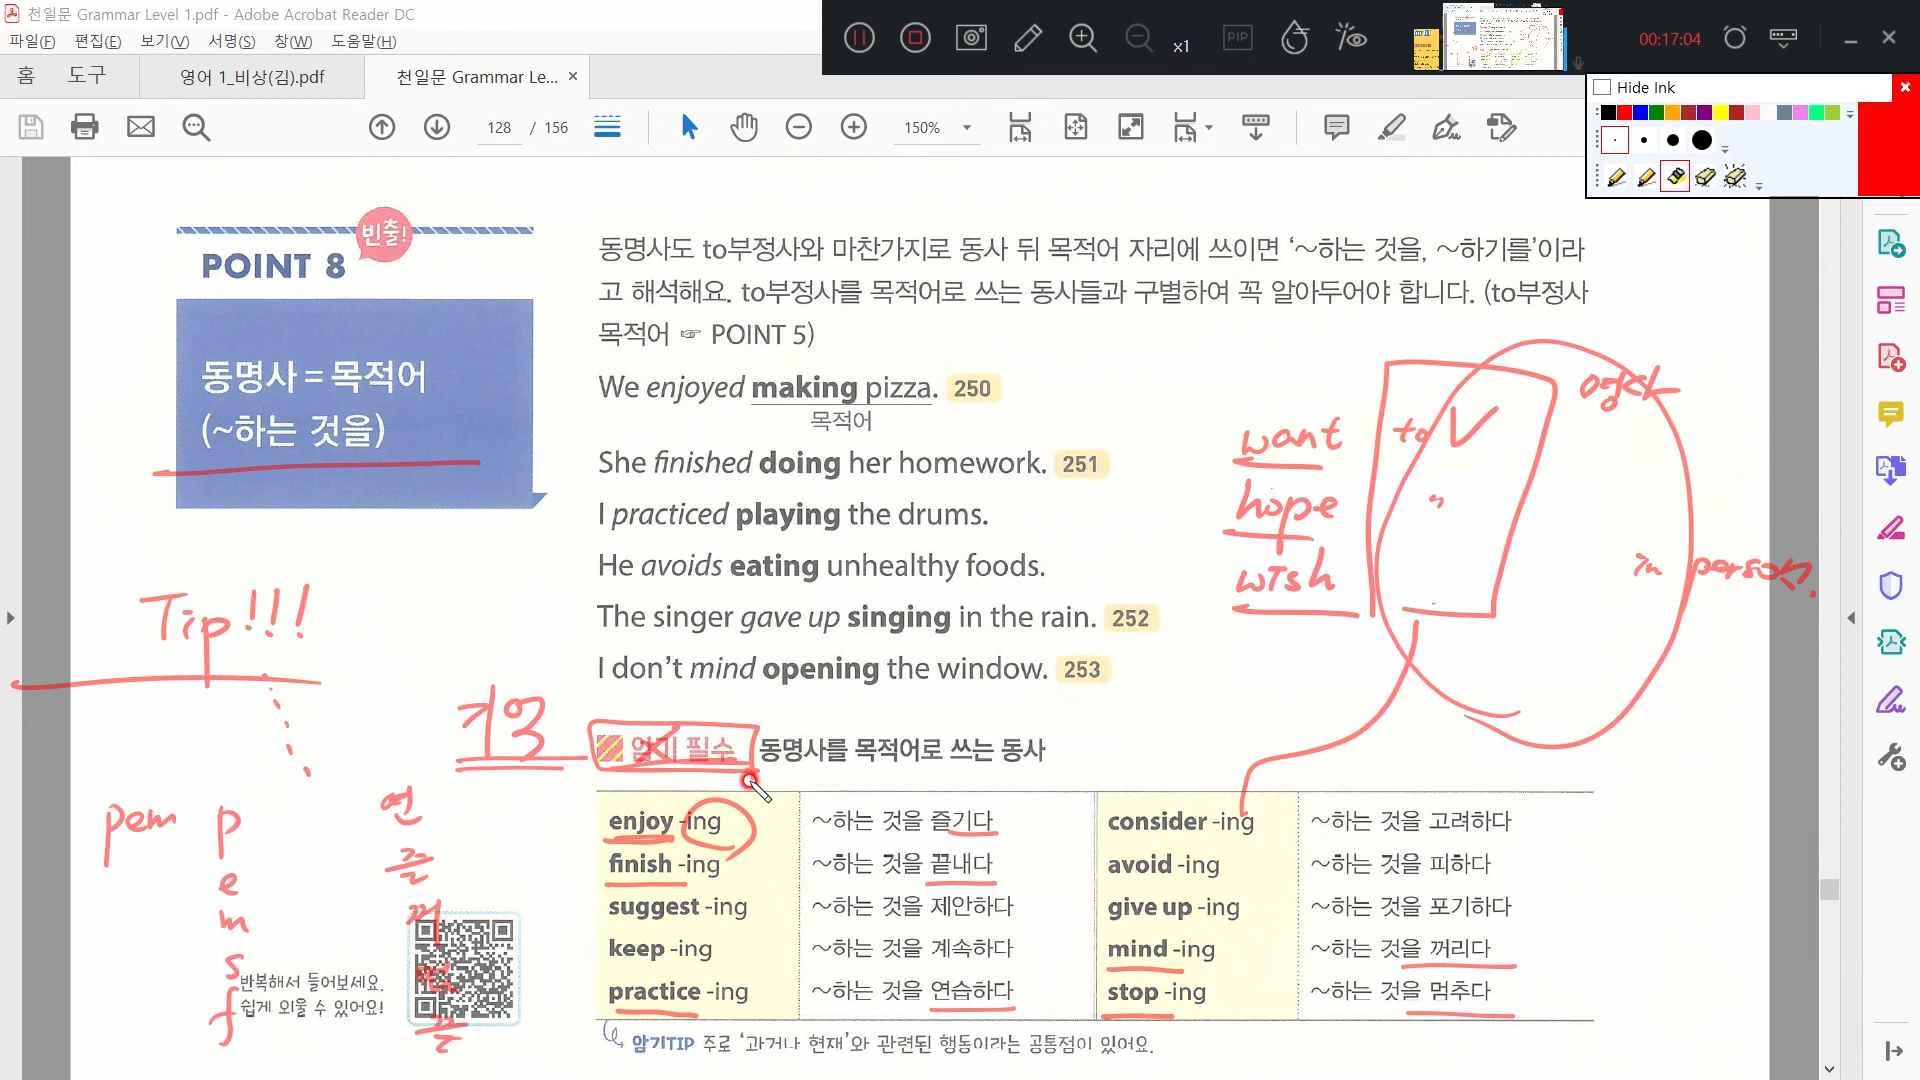 천일문 Grammar Level 1.pdf - Adobe Acrobat Reader DC
파일(F) 편집(E) 보기(V) 서명(S) 창(W) 도움말(H)
x1
PIP
00:17:04
홈 도구 영어 1_비상(김).pdf 천일문 Grammar Le... ×
Hide Ink
128 / 156
150%
빈출!
POINT 8
동명사 = 목적어
(~하는 것을)
동명사도 to부정사와 마찬가지로 동사 뒤 목적어 자리에 쓰이면 ‘~하는 것을, ~하기를’이라
고 해석해요. to부정사를 목적어로 쓰는 동사들과 구별하여 꼭 알아두어야 합니다. (to부정사
목적어 ☞ POINT 5)
We enjoyed making pizza. 250
목적어
She finished doing her homework. 251
I practiced playing the drums.
He avoids eating unhealthy foods.
The singer gave up singing in the rain. 252
I don’t mind opening the window. 253
want to V
hope "
wish
in person.
Tip!!!
기억
암기 필수 동명사를 목적어로 쓰는 동사
enjoy -ing ~하는 것을 즐기다 consider -ing ~하는 것을 고려하다
finish -ing ~하는 것을 끝내다 avoid -ing ~하는 것을 피하다
suggest -ing ~하는 것을 제안하다 give up -ing ~하는 것을 포기하다
keep -ing ~하는 것을 계속하다 mind -ing ~하는 것을 꺼리다
practice -ing ~하는 것을 연습하다 stop -ing ~하는 것을 멈추다
암기TIP 주로 ‘과거나 현재’와 관련된 행동이라는 공통점이 있어요.
pem
p
e
m
s
f
연
즐
꺼
멈
끝
반복해서 들어보세요.
쉽게 외울 수 있어요!